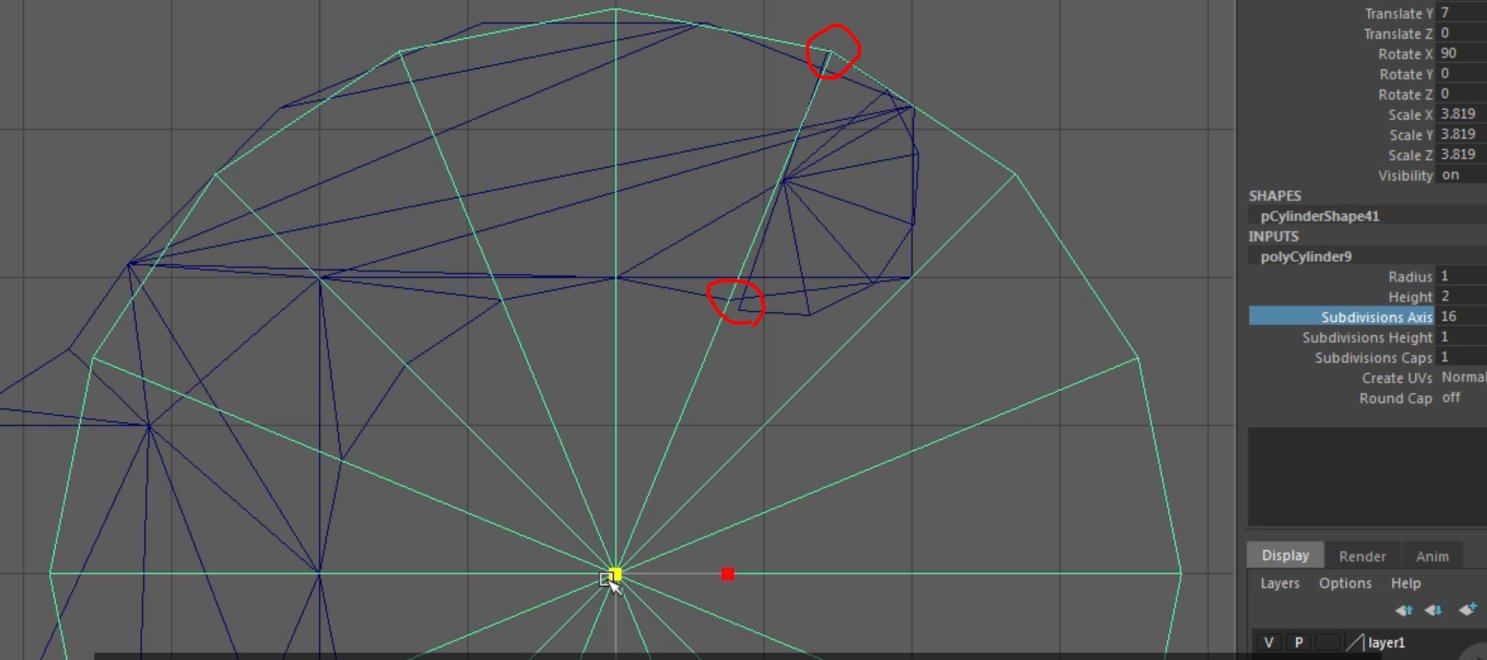 Translate Y 7
Translate Z 0
Rotate X 90
Rotate Y 0
Rotate Z 0
Scale X 3.819
Scale Y 3.819
Scale Z 3.819
Visibility on
SHAPES
pCylinderShape41
INPUTS
polyCylinder9
Radius 1
Height 2
Subdivisions Axis 16
Subdivisions Height 1
Subdivisions Caps 1
Create UVs Normal
Round Cap off
Display Render Anim
Layers Options Help
V P layer1